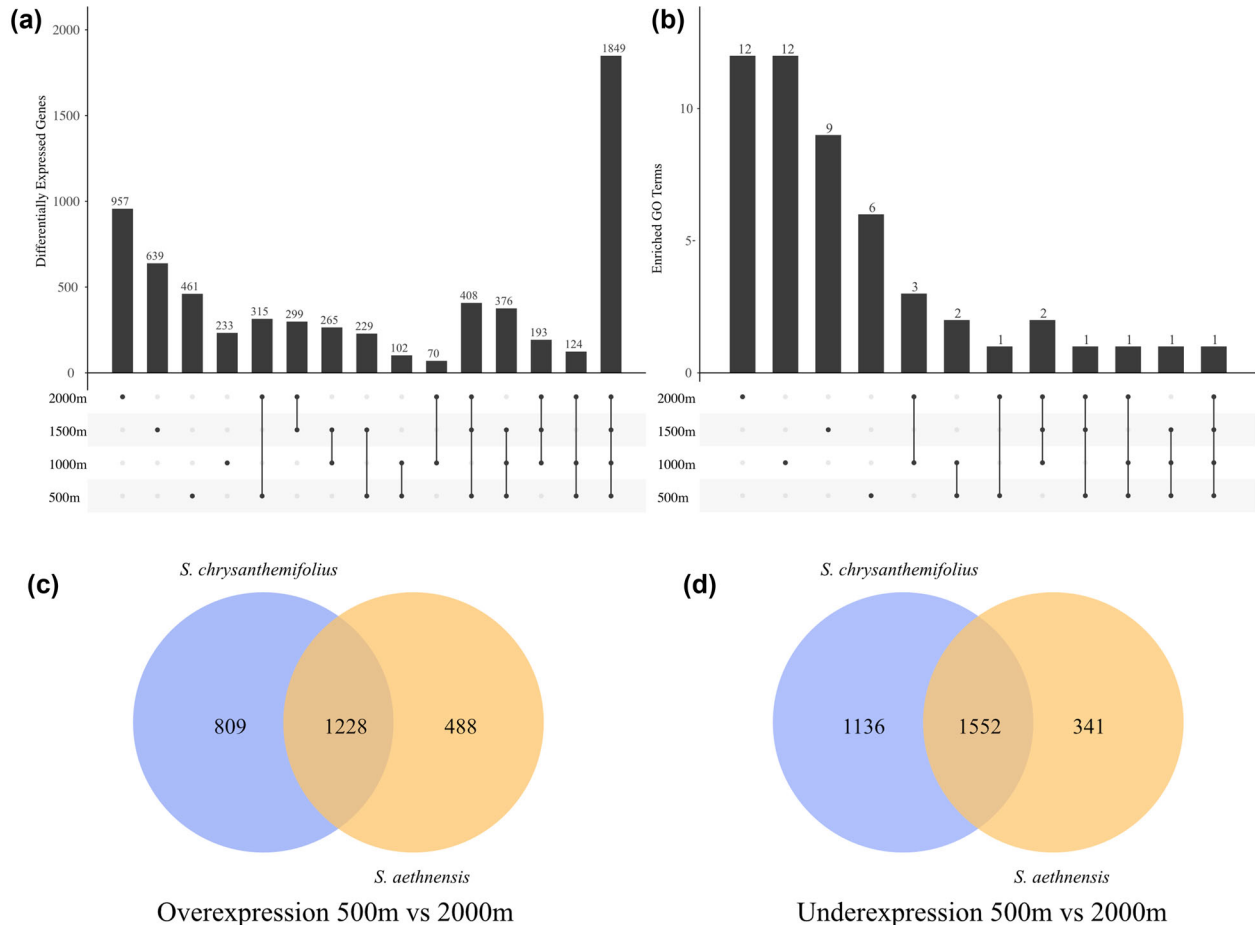 (a)
Differentially Expressed Genes
2000
1500
1000
500
0
957
639
461
233
315
299
265
229
102
70
408
376
193
124
1849
2000m
1500m
1000m
500m
(b)
Enriched GO Terms
10
5
0
12
12
9
6
3
2
1
2
1
1
1
1
2000m
1500m
1000m
500m
(c)
S. chrysanthemifolius
809
1228
488
S. aethnensis
Overexpression 500m vs 2000m
(d)
S. chrysanthemifolius
1136
1552
341
S. aethnensis
Underexpression 500m vs 2000m